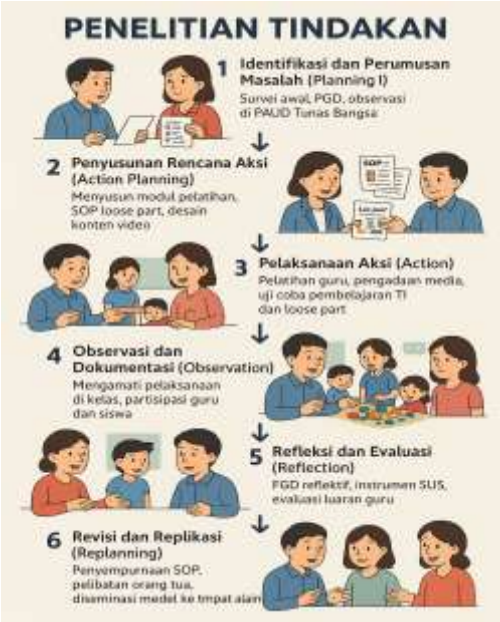 PENELITIAN TINDAKAN
1 Identifikasi dan Perumusan
Masalah (Planning I)
Survei awal, PGD, observasi
di PAUD Tunas Bangsa
2 Penyusunan Rencana Aksi
(Action Planning)
Menyusun modul pelatihan,
SOP loose part, desain
konten video
SOP
3 Pelaksanaan Aksi (Action)
Pelatihan guru, pengadaan media,
uji coba pembelajaran TI
dan loose part
4 Observasi dan
Dokumentasi (Observation)
Mengamati pelaksanaan
di kelas, partisipasi guru
dan siswa
5 Refleksi dan Evaluasi
(Reflection)
FGD reflektif, instrumen SUS,
evaluasi luaran guru
6 Revisi dan Replikasi
(Replanning)
Penyempurnaan SOP,
pelibatan orang tua,
diseminasi medel ke tmpat alain